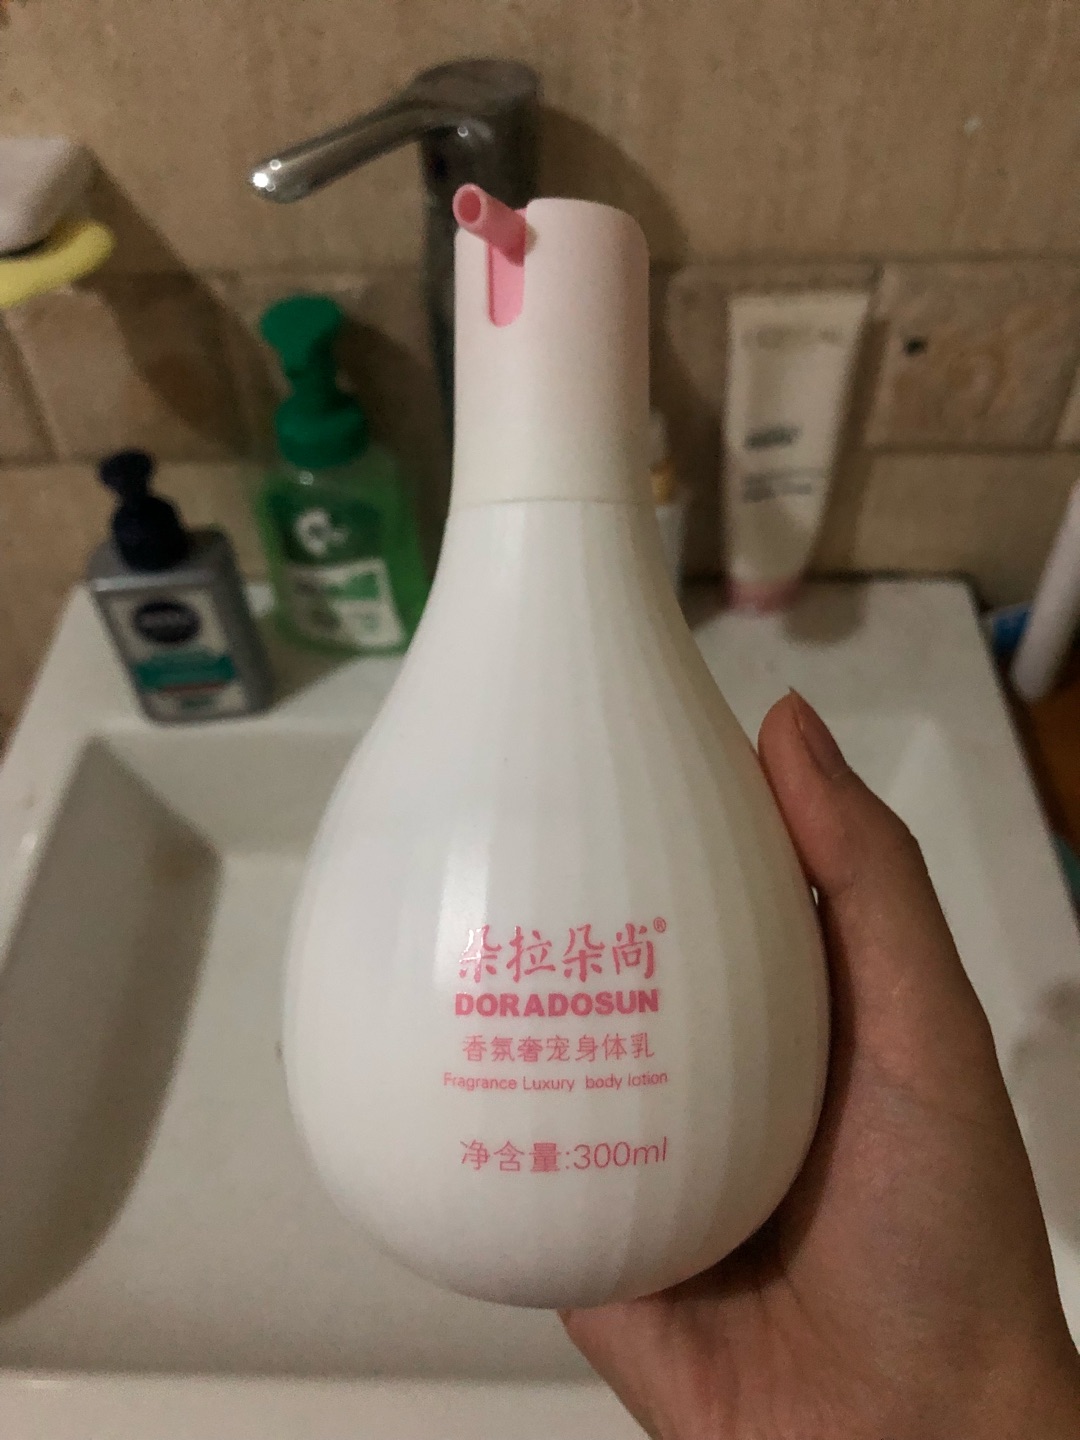 朵拉朵尚®
DORADOSUN
香氛奢宠身体乳
Fragrance Luxury body lotion
净含量:300ml